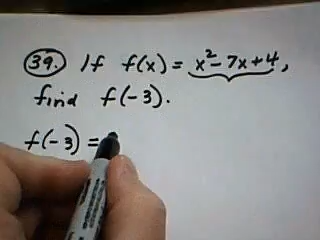 39. If f(x) = x² - 7x + 4,
find f(-3).
f(-3) =